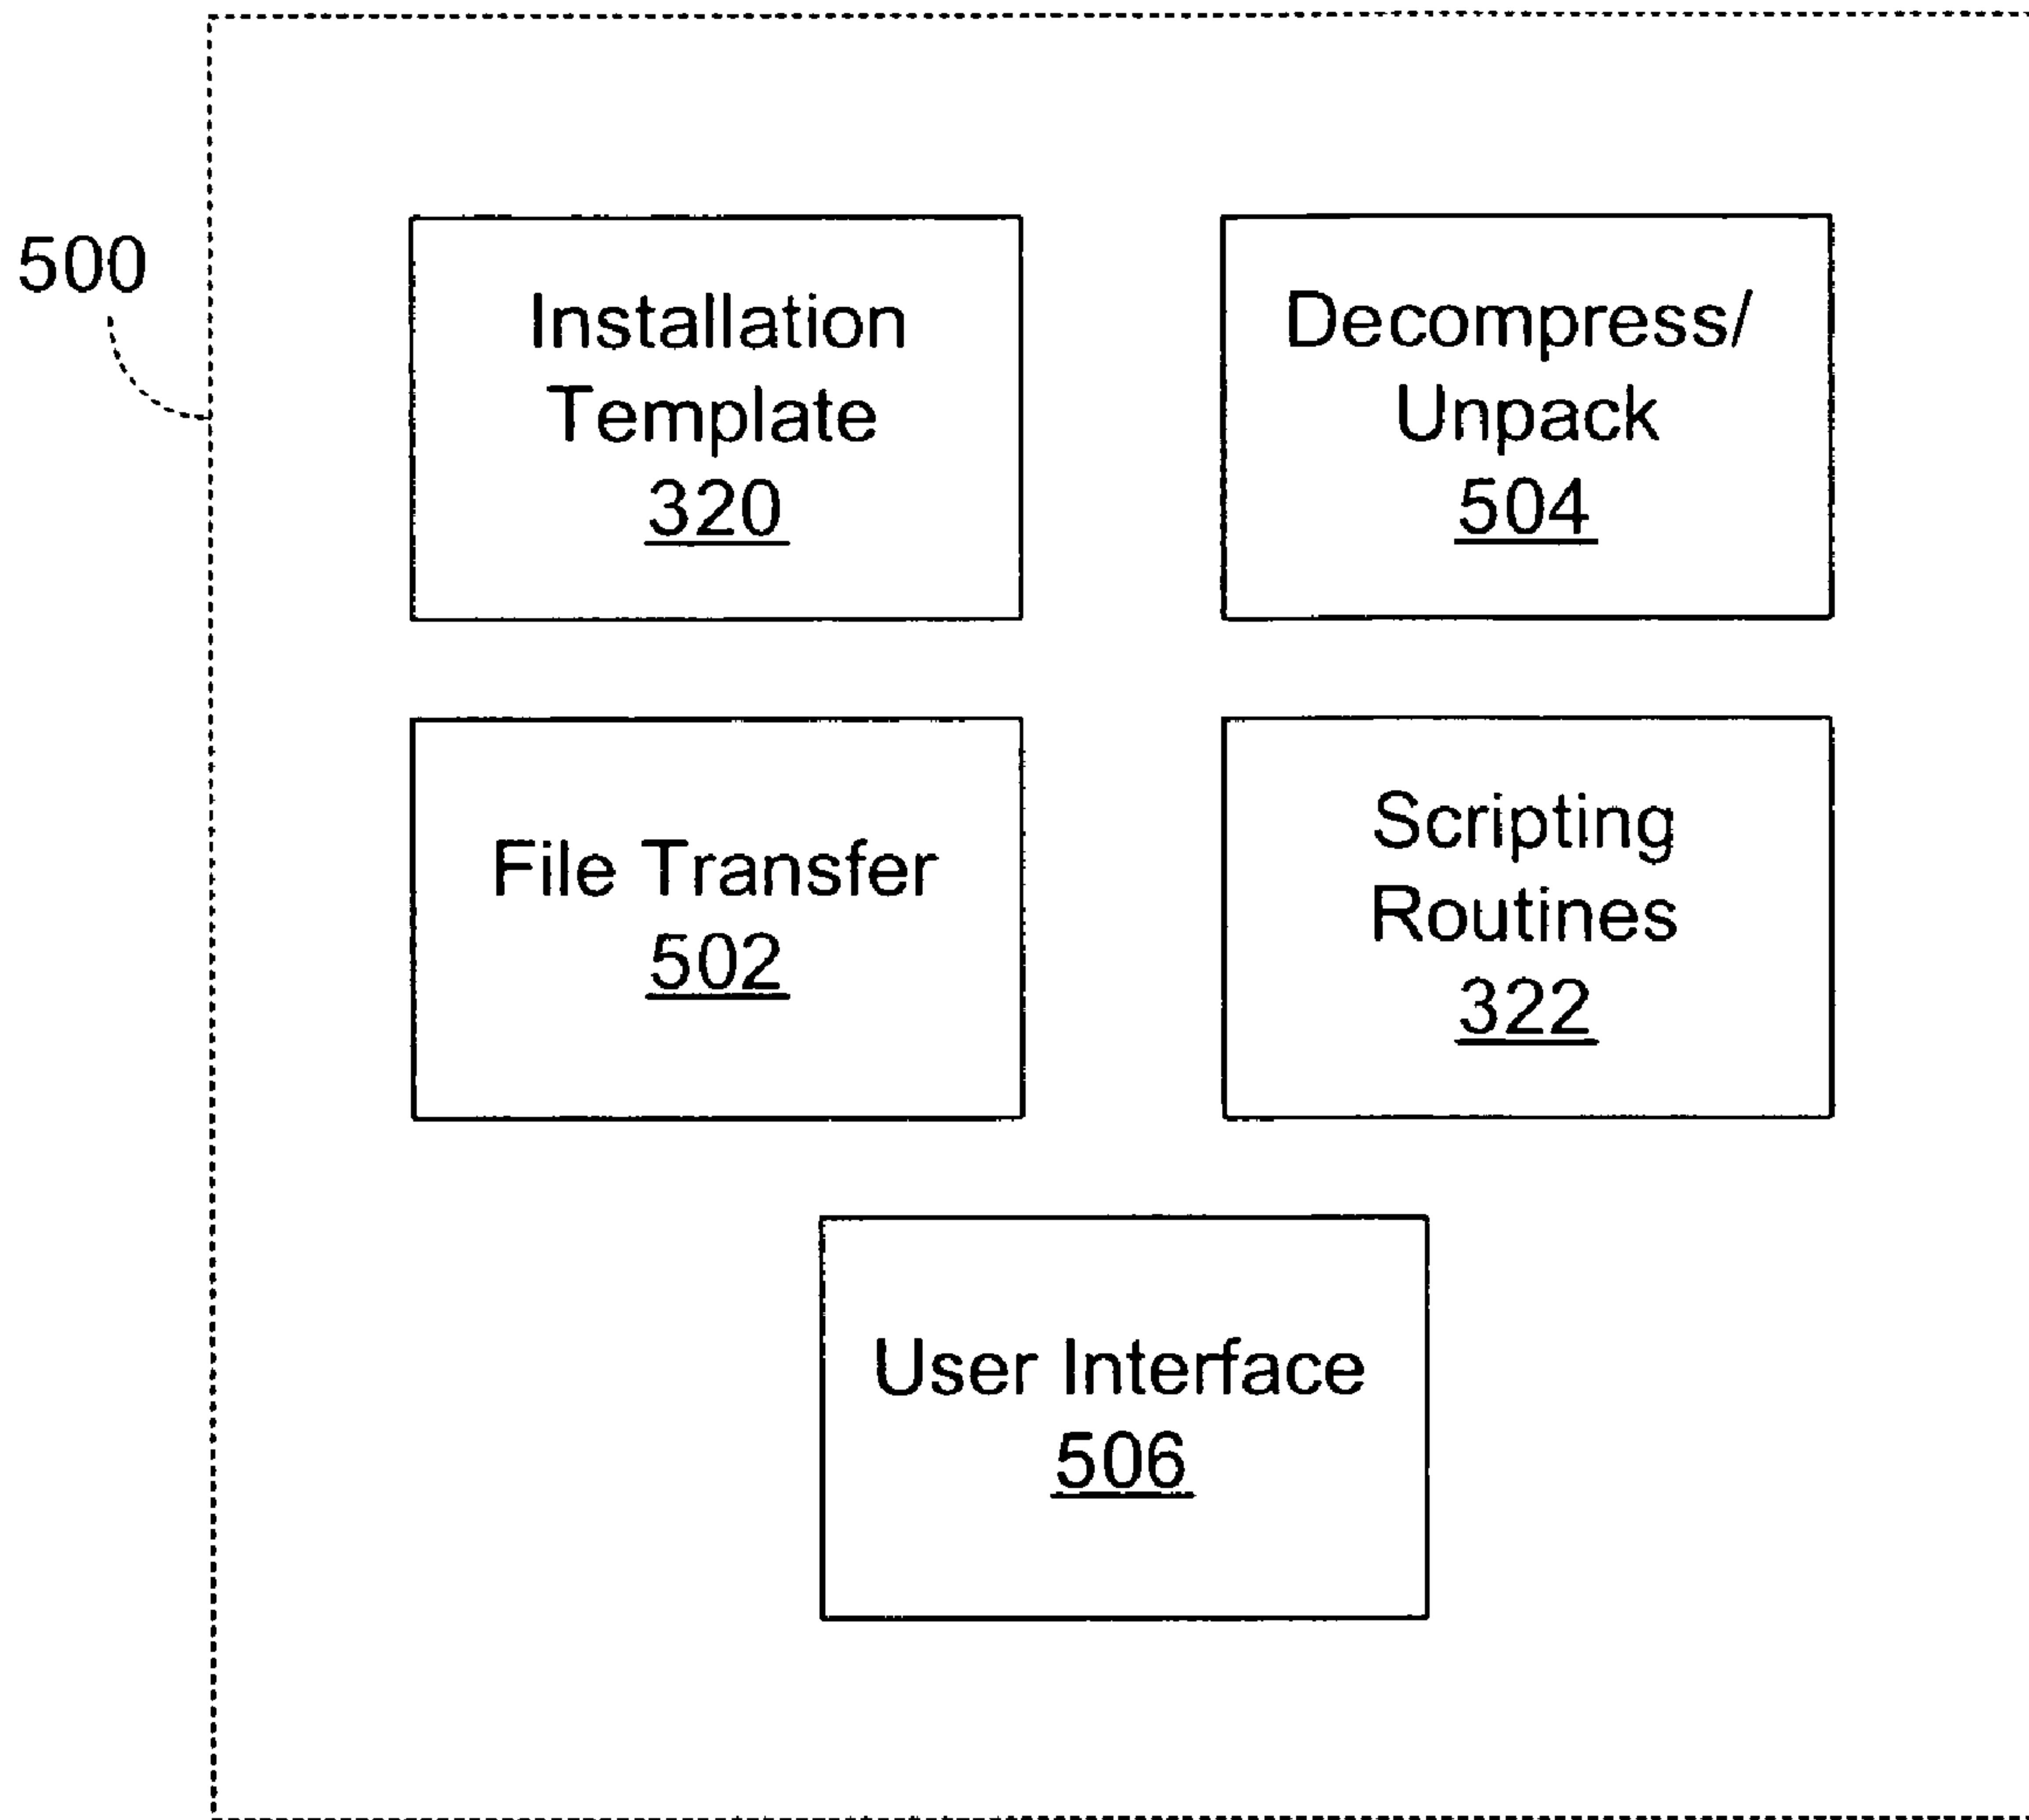 500
Installation
Template
320
Decompress/
Unpack
504
File Transfer
502
Scripting
Routines
322
User Interface
506